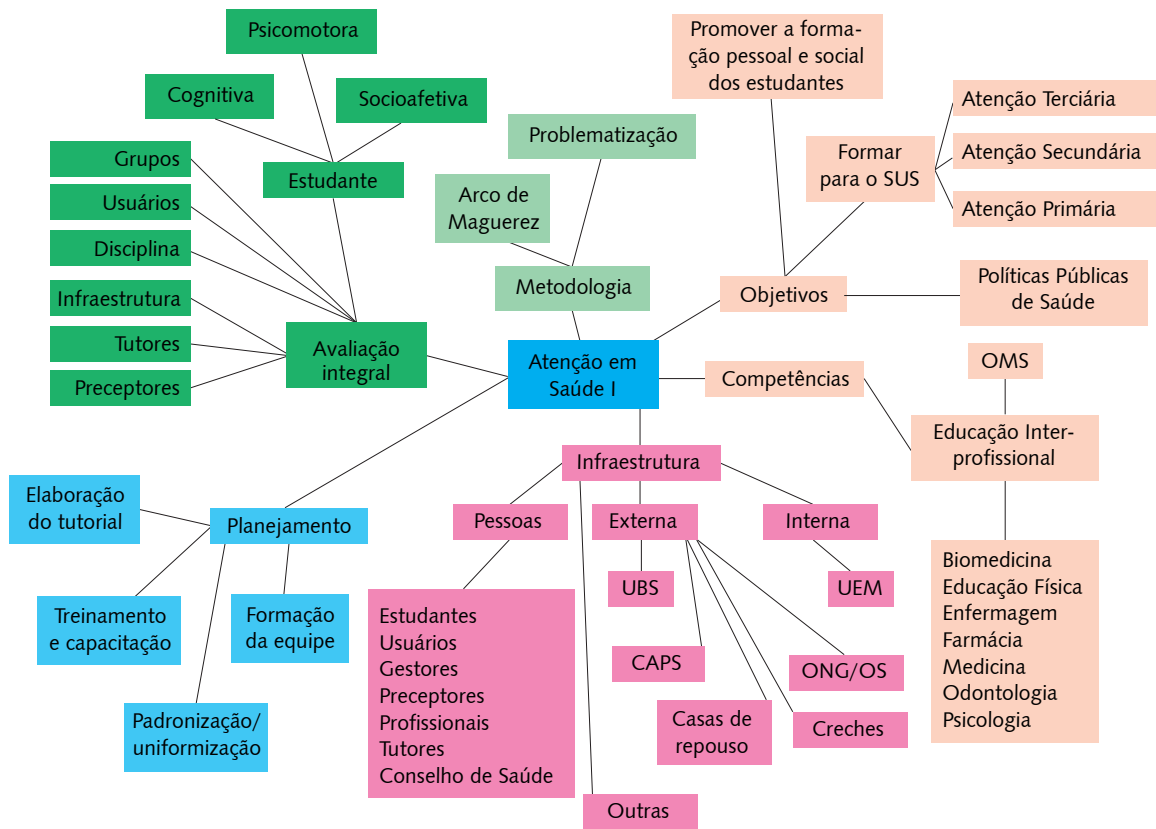 Psicomotora
Cognitiva
Socioafetiva
Estudante
Grupos
Usuários
Disciplina
Infraestrutura
Tutores
Preceptores
Avaliação
integral
Problematização
Arco de
Maguerez
Metodologia
Promover a forma-
ção pessoal e social
dos estudantes
Formar
para o SUS
Atenção Terciária
Atenção Secundária
Atenção Primária
Objetivos
Políticas Públicas
de Saúde
Atenção em
Saúde I
Competências
OMS
Educação Inter-
profissional
Biomedicina
Educação Física
Enfermagem
Farmácia
Medicina
Odontologia
Psicologia
Infraestrutura
Pessoas
Externa
Interna
UBS
UEM
Estudantes
Usuários
Gestores
Preceptores
Profissionais
Tutores
Conselho de Saúde
CAPS
ONG/OS
Casas de
repouso
Creches
Outras
Elaboração
do tutorial
Planejamento
Treinamento
e capacitação
Formação
da equipe
Padronização/
uniformização